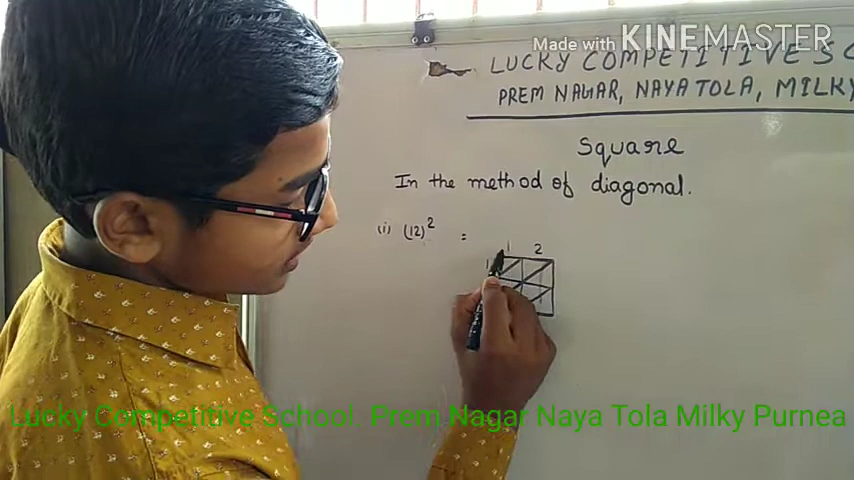 Made with KINEMASTER
LUCKY COMPETITIVE SC
PREM NAGAR, NAYA TOLA, MILKY
Square
In the method of diagonal.
(i) (12)² =
1 2
1
Lucky Competitive School. Prem Nagar Naya Tola Milky Purnea